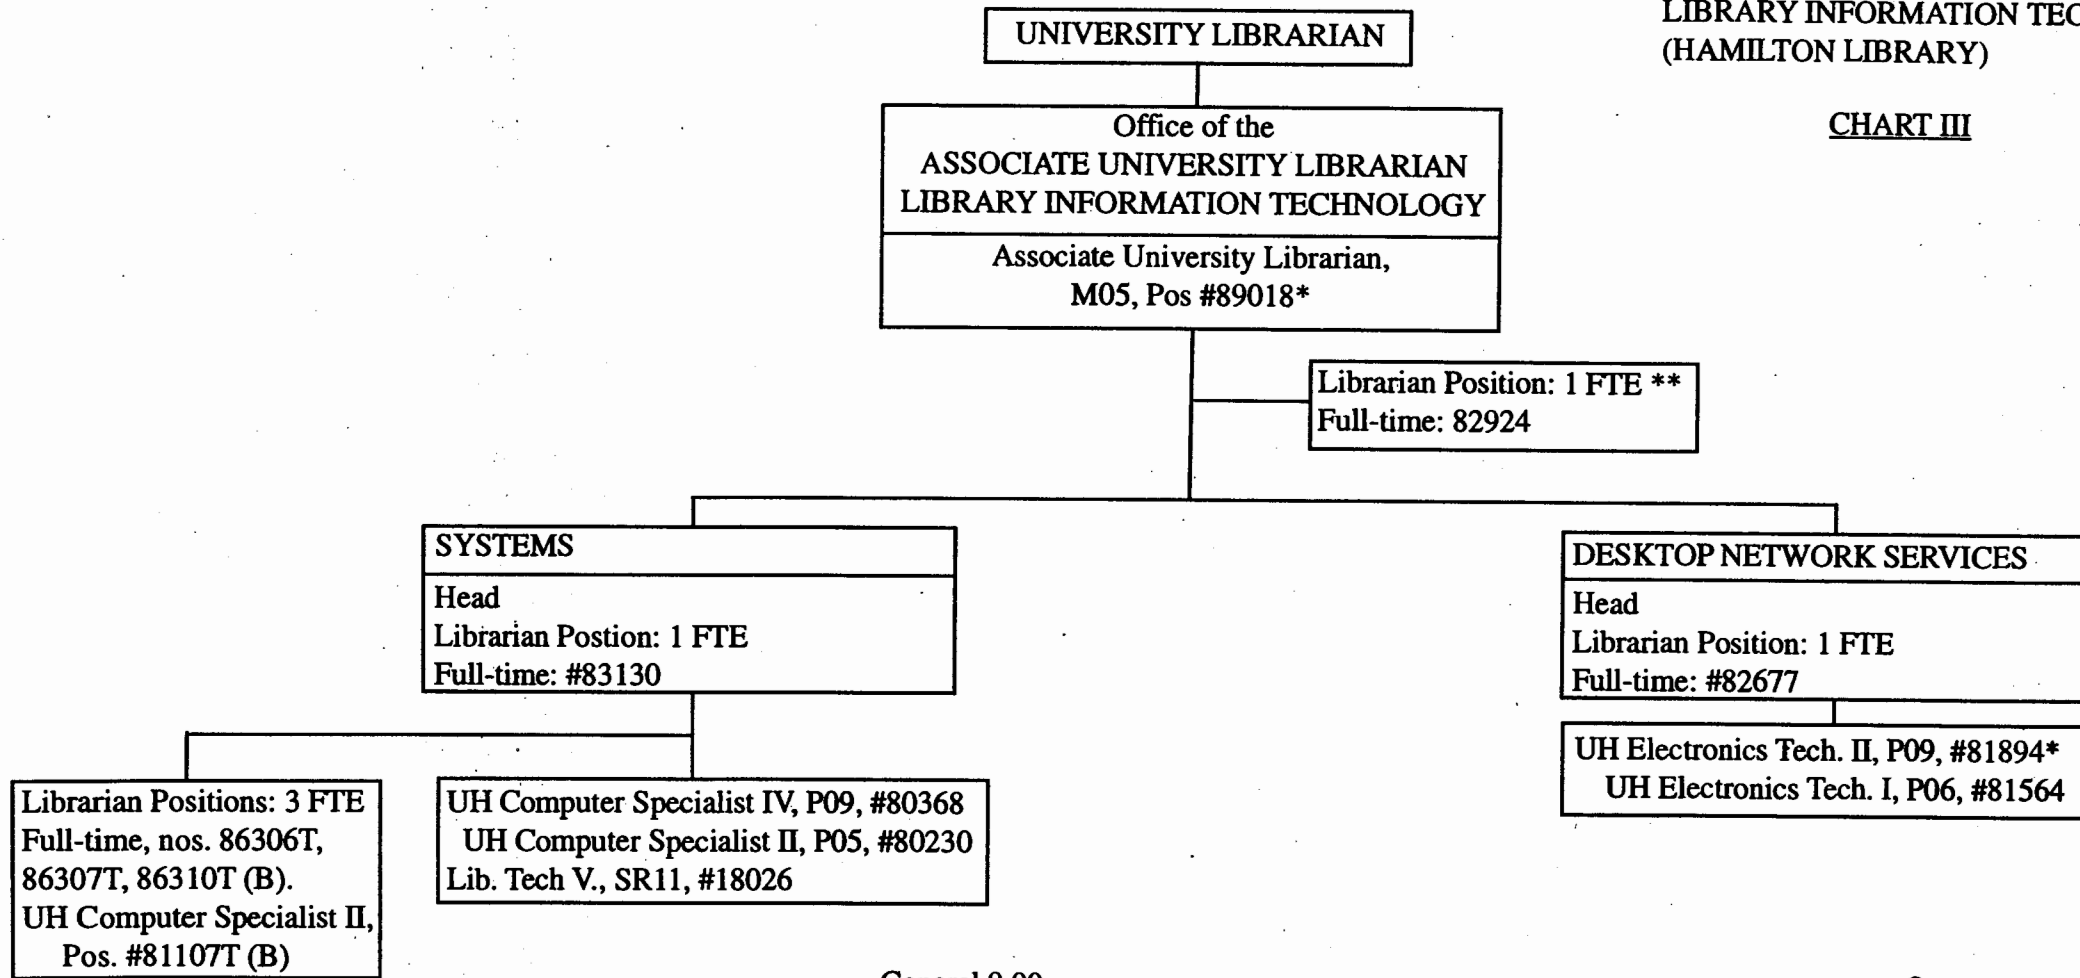 UNIVERSITY LIBRARIAN
LIBRARY INFORMATION
(HAMILTON LIBRARY)
CHART III
Office of the
ASSOCIATE UNIVERSITY LIBRARIAN
LIBRARY INFORMATION TECHNOLOGY
Associate University Librarian,
M05, Pos #89018*
Librarian Position: 1 FTE **
Full-time: 82924
SYSTEMS
Head
Librarian Postion: 1 FTE
Full-time: #83130
DESKTOP NETWORK SERVICES
Head
Librarian Position: 1 FTE
Full-time: #82677
UH Electronics Tech. II, P09, #81894*
UH Electronics Tech. I, P06, #81564
Librarian Positions: 3 FTE
Full-time, nos. 86306T,
86307T, 86310T (B).
UH Computer Specialist II,
Pos. #81107T (B)
UH Computer Specialist IV, P09, #80368
UH Computer Specialist II, P05, #80230
Lib. Tech V., SR11, #18026